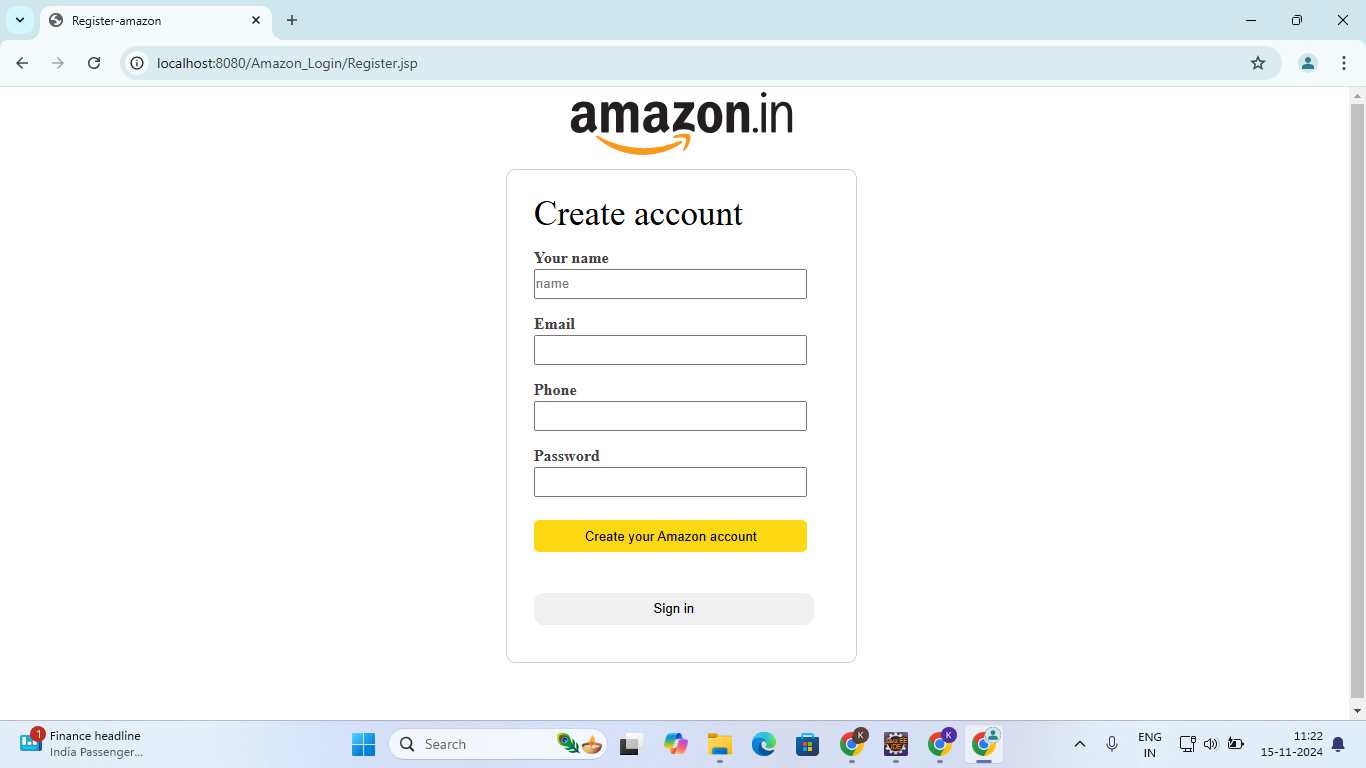 Register-amazon
localhost:8080/Amazon_Login/Register.jsp
amazon.in
Create account
Your name
name
Email
Phone
Password
Create your Amazon account
Sign in
1
Finance headline
India Passenger...
Search
K
K
ENG
IN
11:22
15-11-2024